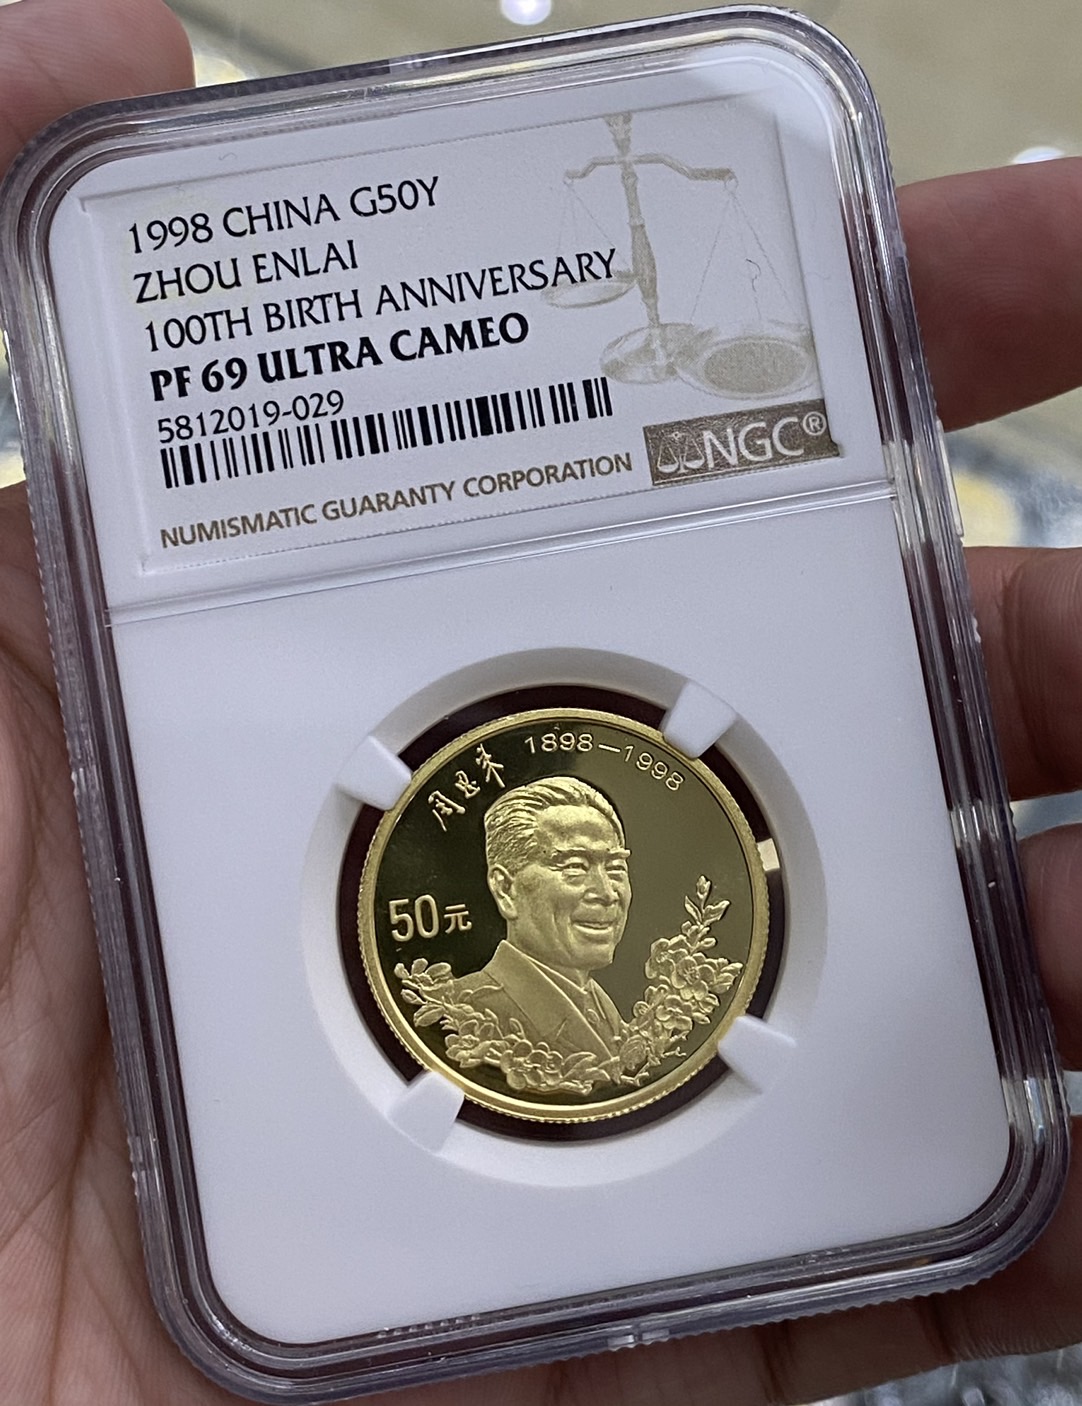 1998 CHINA G50Y
ZHOU ENLAI
100TH BIRTH ANNIVERSARY
PF 69 ULTRA CAMEO
5812019-029
NUMISMATIC GUARANTY CORPORATION
NGC®
周恩来 1898—1998
50元